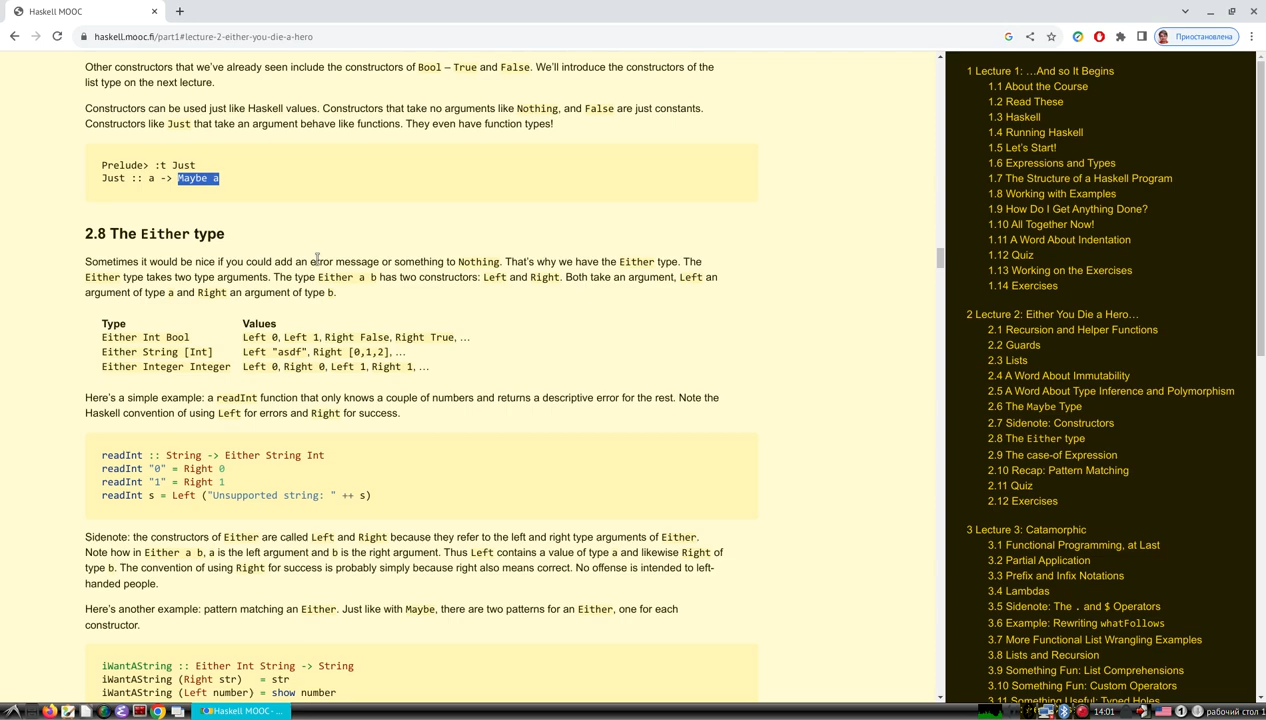 Haskell MOOC
haskell.mooc.fi/part1#lecture-2-either-you-die-a-hero
Приостановлена
Other constructors that we've already seen include the constructors of Bool – True and False. We'll introduce the constructors of the
list type on the next lecture.
Constructors can be used just like Haskell values. Constructors that take no arguments like Nothing, and False are just constants.
Constructors like Just that take an argument behave like functions. They even have function types!
Prelude> :t Just
Just :: a -> Maybe a
2.8 The Either type
Sometimes it would be nice if you could add an error message or something to Nothing. That's why we have the Either type. The
Either type takes two type arguments. The type Either a b has two constructors: Left and Right. Both take an argument, Left an
argument of type a and Right an argument of type b.
Type Values
Either Int Bool Left 0, Left 1, Right False, Right True, …
Either String [Int] Left "asdf", Right [0,1,2], …
Either Integer Integer Left 0, Right 0, Left 1, Right 1, …
Here's a simple example: a readInt function that only knows a couple of numbers and returns a descriptive error for the rest. Note the
Haskell convention of using Left for errors and Right for success.
readInt :: String -> Either String Int
readInt "0" = Right 0
readInt "1" = Right 1
readInt s = Left ("Unsupported string: " ++ s)
Sidenote: the constructors of Either are called Left and Right because they refer to the left and right type arguments of Either.
Note how in Either a b, a is the left argument and b is the right argument. Thus Left contains a value of type a and likewise Right of
type b. The convention of using Right for success is probably simply because right also means correct. No offense is intended to left-
handed people.
Here's another example: pattern matching an Either. Just like with Maybe, there are two patterns for an Either, one for each
constructor.
iWantAString :: Either Int String -> String
iWantAString (Right str) = str
iWantAString (Left number) = show number
1 Lecture 1: …And so It Begins
1.1 About the Course
1.2 Read These
1.3 Haskell
1.4 Running Haskell
1.5 Let's Start!
1.6 Expressions and Types
1.7 The Structure of a Haskell Program
1.8 Working with Examples
1.9 How Do I Get Anything Done?
1.10 All Together Now!
1.11 A Word About Indentation
1.12 Quiz
1.13 Working on the Exercises
1.14 Exercises
2 Lecture 2: Either You Die a Hero…
2.1 Recursion and Helper Functions
2.2 Guards
2.3 Lists
2.4 A Word About Immutability
2.5 A Word About Type Inference and Polymorphism
2.6 The Maybe Type
2.7 Sidenote: Constructors
2.8 The Either type
2.9 The case-of Expression
2.10 Recap: Pattern Matching
2.11 Quiz
2.12 Exercises
3 Lecture 3: Catamorphic
3.1 Functional Programming, at Last
3.2 Partial Application
3.3 Prefix and Infix Notations
3.4 Lambdas
3.5 Sidenote: The . and $ Operators
3.6 Example: Rewriting whatFollows
3.7 More Functional List Wrangling Examples
3.8 Lists and Recursion
3.9 Something Fun: List Comprehensions
3.10 Something Fun: Custom Operators
3.11 Something Useful: Typed Holes
Haskell MOOC -
14:01
1
рабочий стол 1